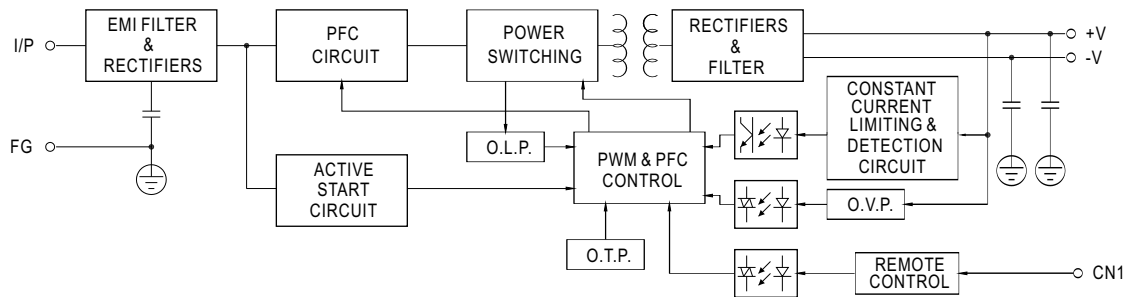 I/P
EMI FILTER
&
RECTIFIERS
PFC
CIRCUIT
POWER
SWITCHING
RECTIFIERS
&
FILTER
+V
-V
FG
O.L.P.
ACTIVE
START
CIRCUIT
PWM & PFC
CONTROL
O.T.P.
CONSTANT
CURRENT
LIMITING &
DETECTION
CIRCUIT
O.V.P.
REMOTE
CONTROL
CN1